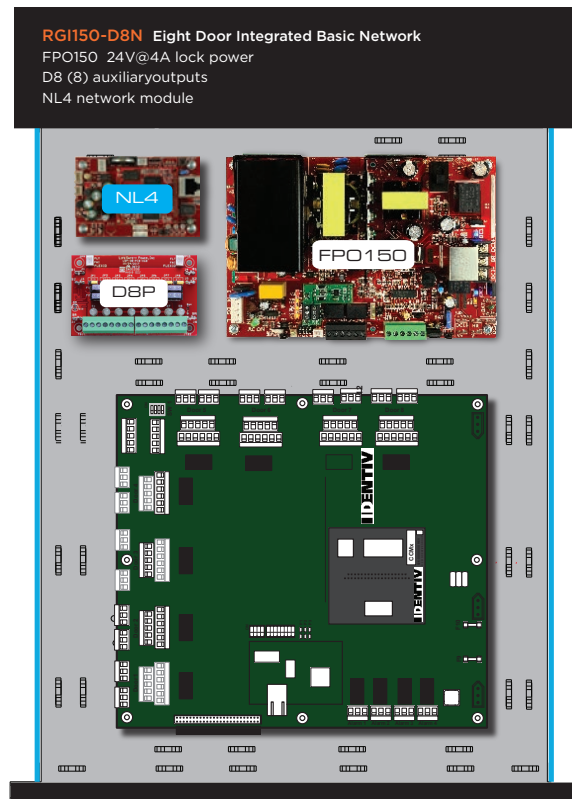 RGI150-D8N Eight Door Integrated Basic Network
FPO150 24V@4A lock power
D8 (8) auxiliaryoutputs
NL4 network module
NL4
FPO150
D8P
IDENTIV
COMx
IDENTIV